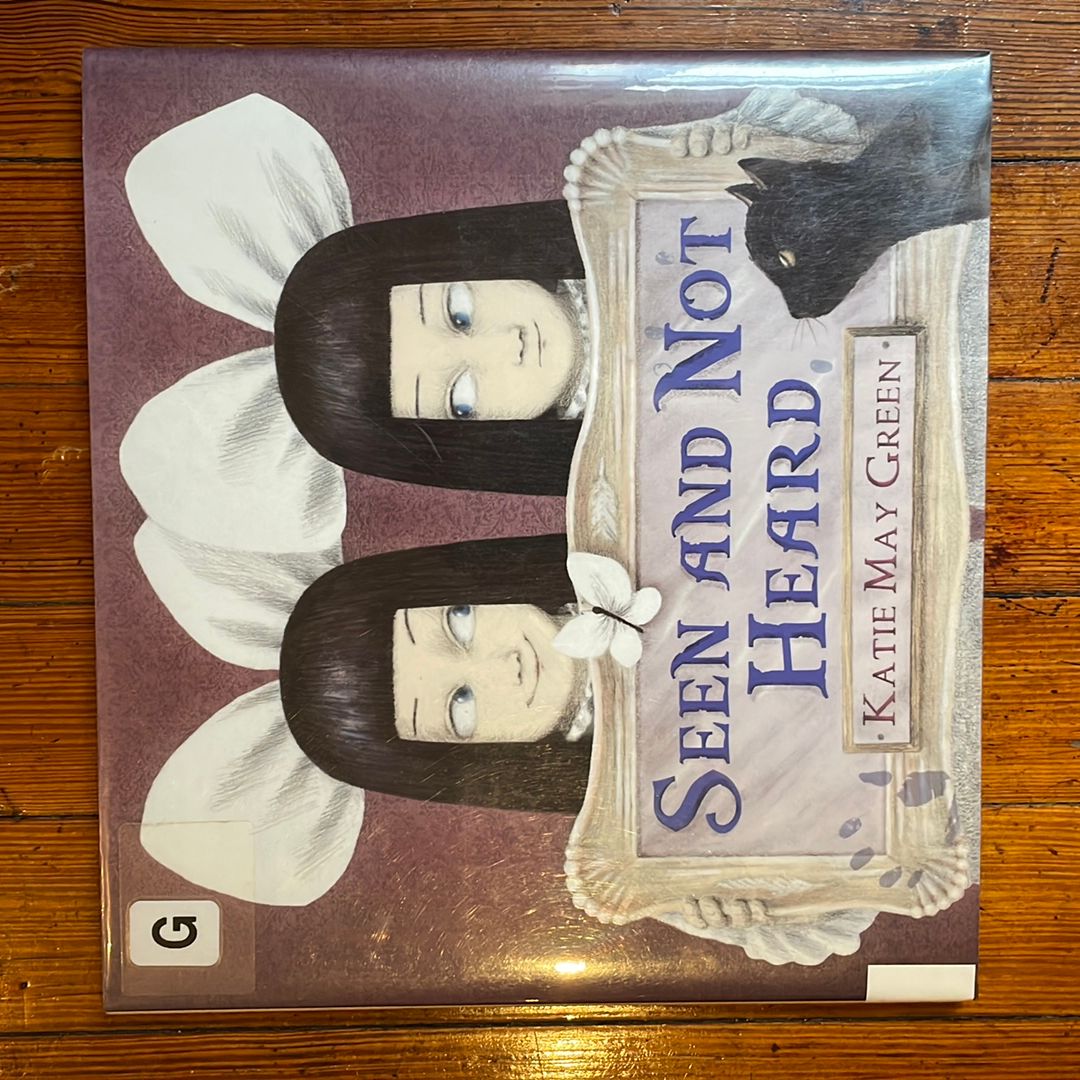 SEEN AND NOT
HEARD
· KATIE MAY GREEN ·
G